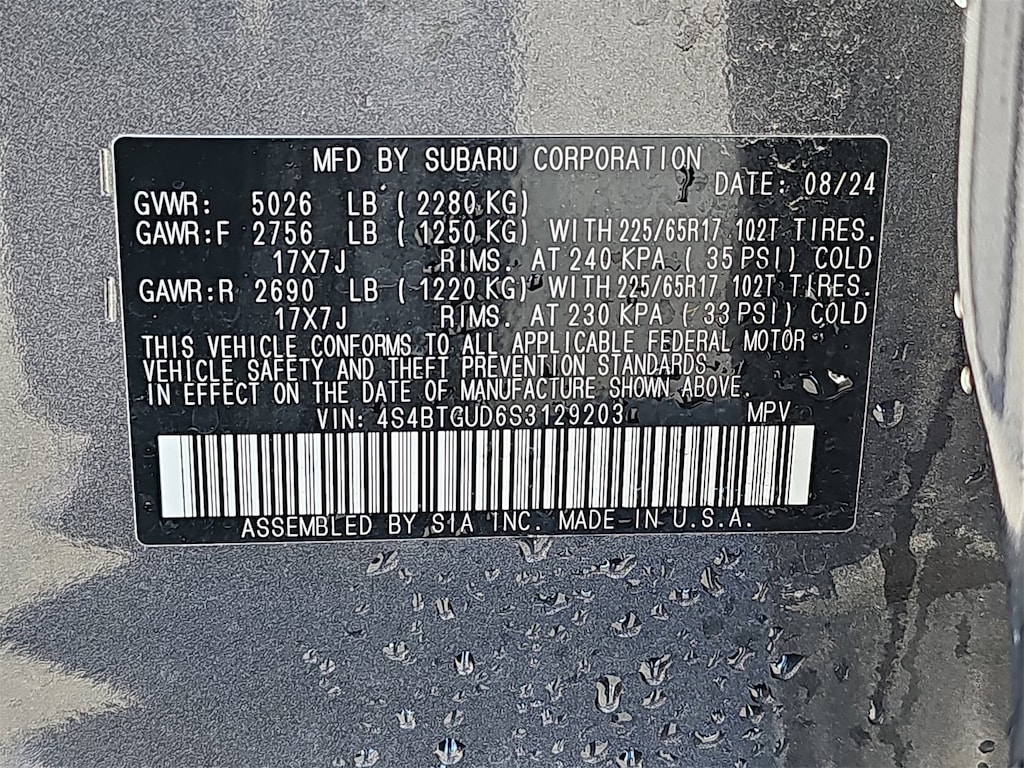 MFD BY SUBARU CORPORATION
DATE: 08/24
GVWR: 5026 LB ( 2280 KG)
GAWR:F 2756 LB ( 1250 KG) WITH 225/65R17 102T TIRES.
17X7J RIMS. AT 240 KPA ( 35 PSI) COLD
GAWR:R 2690 LB ( 1220 KG) WITH 225/65R17 102T TIRES.
17X7J RIMS. AT 230 KPA ( 33 PSI) COLD
THIS VEHICLE CONFORMS TO ALL APPLICABLE FEDERAL MOTOR
VEHICLE SAFETY AND THEFT PREVENTION STANDARDS
IN EFFECT ON THE DATE OF MANUFACTURE SHOWN ABOVE.
VIN: 4S4BTGUD6S3129203 MPV
ASSEMBLED BY SIA INC. MADE-IN U.S.A.